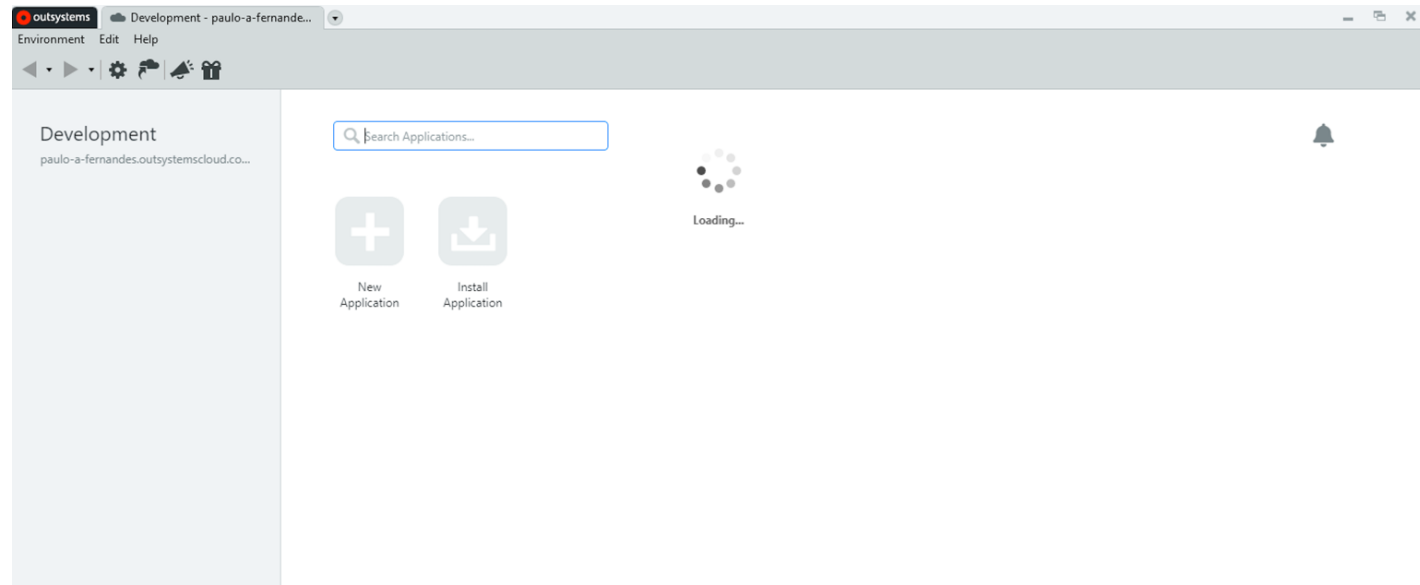 outsystems
Development - paulo-a-fernande...
Environment Edit Help
Development
paulo-a-fernandes.outsystemscloud.co...
Search Applications...
Loading...
New
Application
Install
Application